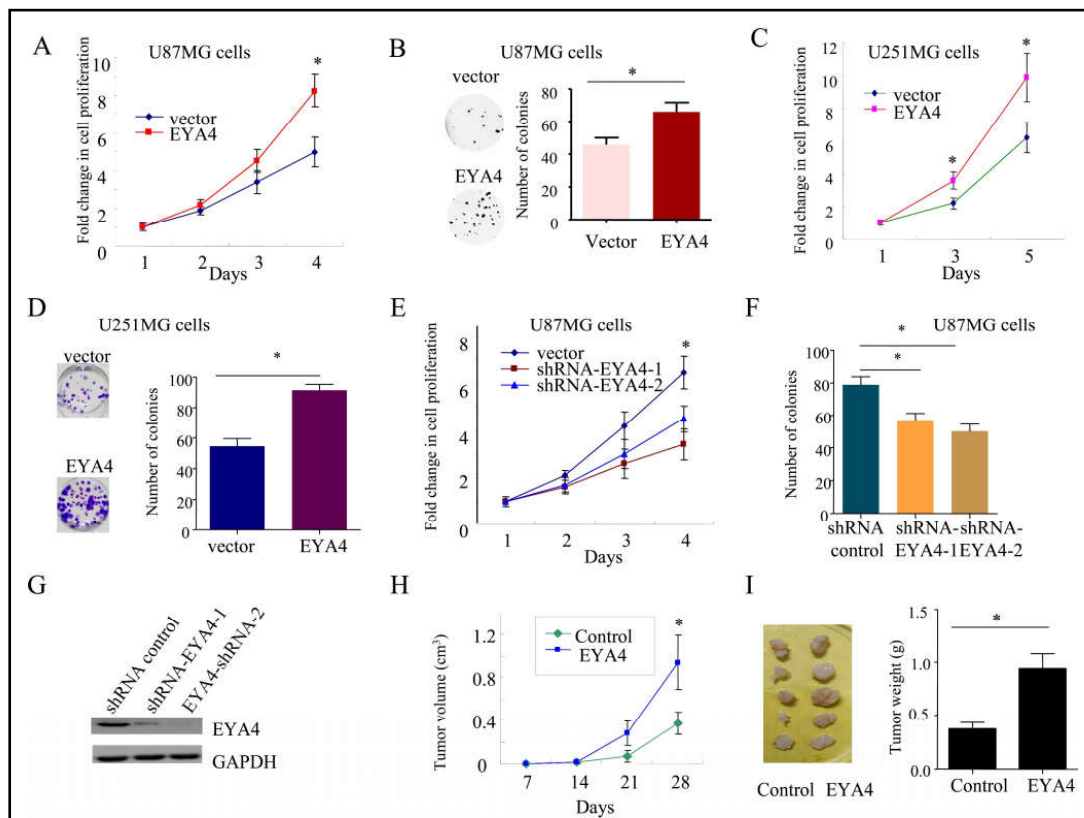 A
U87MG cells
Fold change in cell proliferation
10
8
6
4
2
0
vector
EYA4
*
1 2 3 4
Days
B
U87MG cells
vector
EYA4
Number of colonies
80
60
40
20
0
*
Vector EYA4
C
U251MG cells
Fold change in cell proliferation
12
10
8
6
4
2
0
vector
EYA4
*
*
1 3 5
Days
D
U251MG cells
vector
EYA4
Number of colonies
100
80
60
40
20
0
*
vector EYA4
E
U87MG cells
Fold change in cell proliferation
8
6
4
2
0
vector
shRNA-EYA4-1
shRNA-EYA4-2
*
1 2 3 4
Days
F
U87MG cells
Number of colonies
100
80
60
40
20
0
*
*
shRNA shRNA-shRNA-
control EYA4-1EYA4-2
G
shRNA control
shRNA-EYA4-1
EYA4-shRNA-2
EYA4
GAPDH
H
Tumor volume (cm³)
1.2
0.8
0.4
0
Control
EYA4
*
7 14 21 28
Days
I
Control EYA4
Tumor weight (g)
1.5
1.0
0.5
0.0
*
Control EYA4